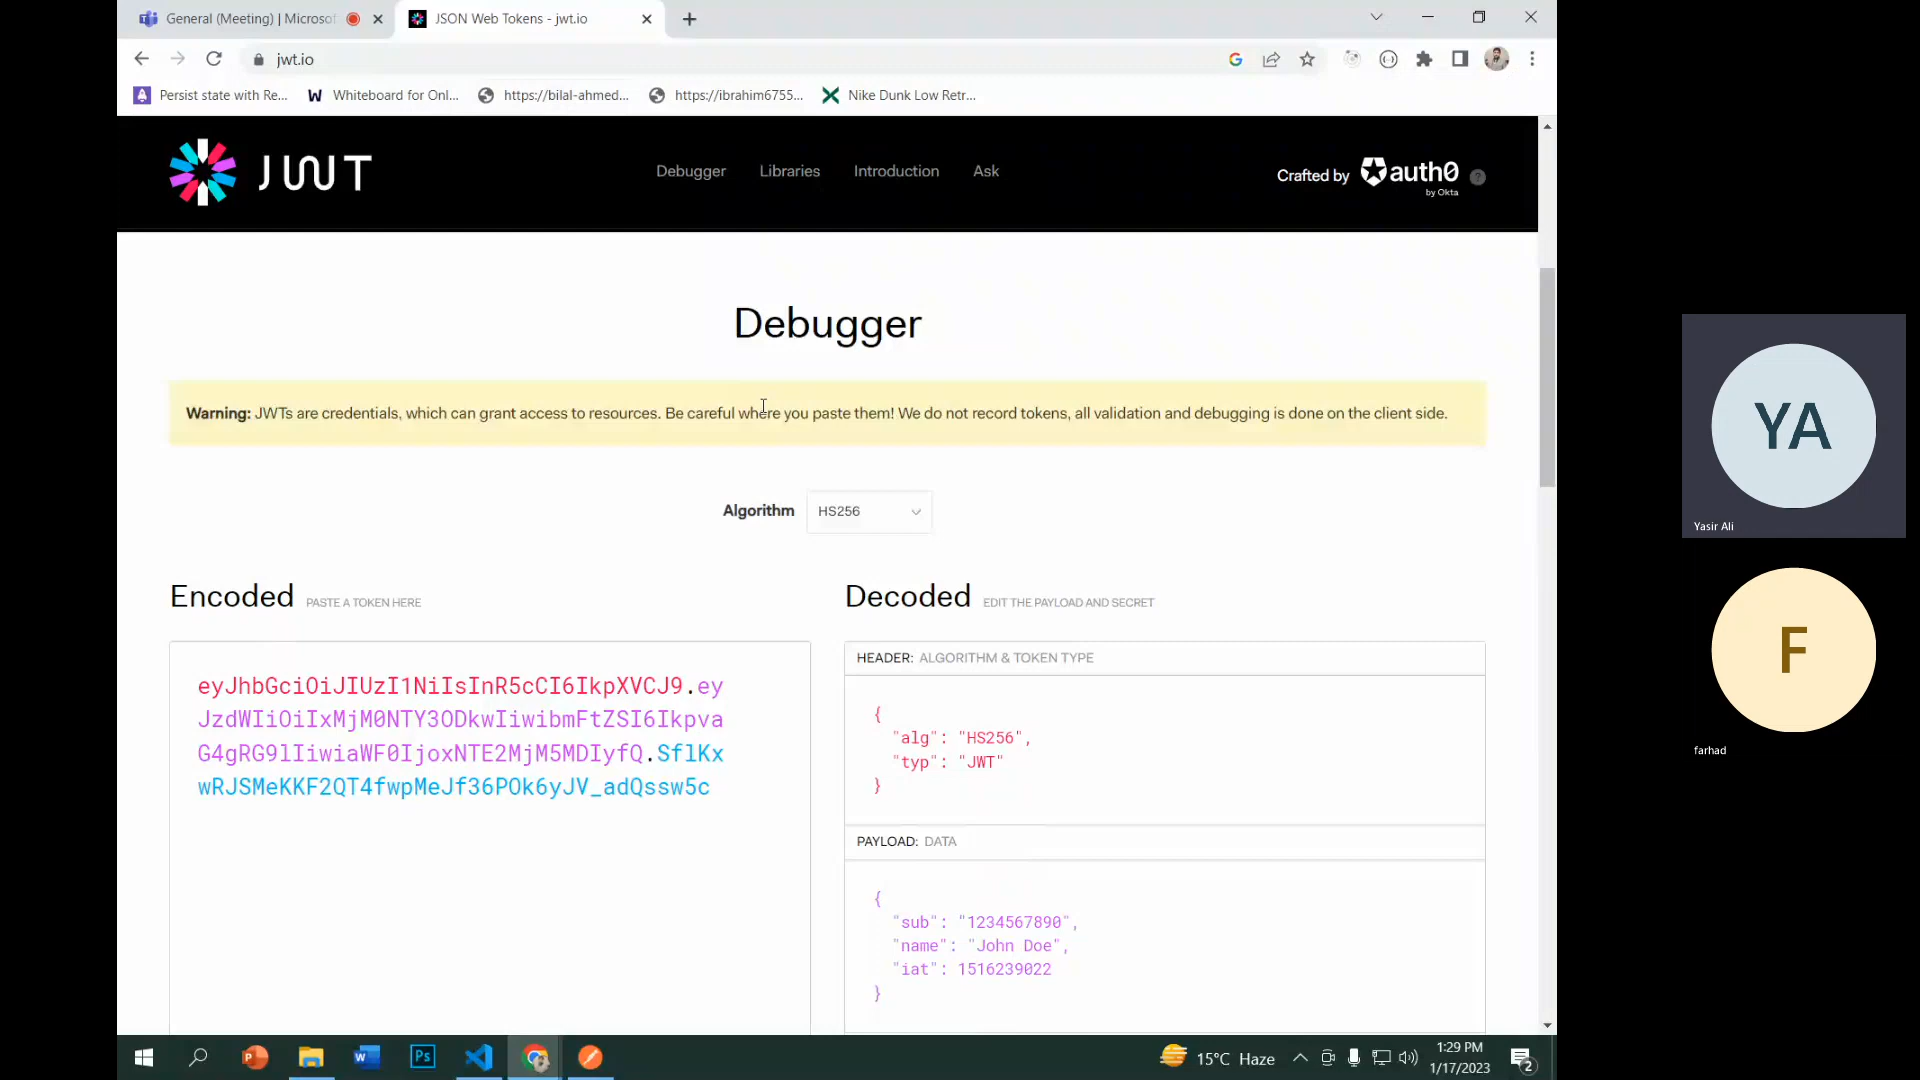 General (Meeting) | Microsof
JSON Web Tokens - jwt.io
jwt.io
Persist state with Re...
Whiteboard for Onl...
https://bilal-ahmed...
https://ibrahim6755...
Nike Dunk Low Retr...
JWT
Debugger
Libraries
Introduction
Ask
Crafted by
auth0
by Okta
?
Debugger
Warning: JWTs are credentials, which can grant access to resources. Be careful where you paste them! We do not record tokens, all validation and debugging is done on the client side.
Algorithm
HS256
Encoded PASTE A TOKEN HERE
Decoded EDIT THE PAYLOAD AND SECRET
eyJhbGciOiJIUzI1NiIsInR5cCI6IkpXVCJ9.ey
JzdWIiOiIxMjM0NTY3ODkwIiwibmFtZSI6Ikpva
G4gRG9lIiwiaWF0IjoxNTE2MjM5MDIyfQ.SflKx
wRJSMeKKF2QT4fwpMeJf36POk6yJV_adQssw5c
HEADER: ALGORITHM & TOKEN TYPE
{
"alg": "HS256",
"typ": "JWT"
}
PAYLOAD: DATA
{
"sub": "1234567890",
"name": "John Doe",
"iat": 1516239022
}
YA
Yasir Ali
F
farhad
Ps
15°C Haze
1:29 PM
1/17/2023
2